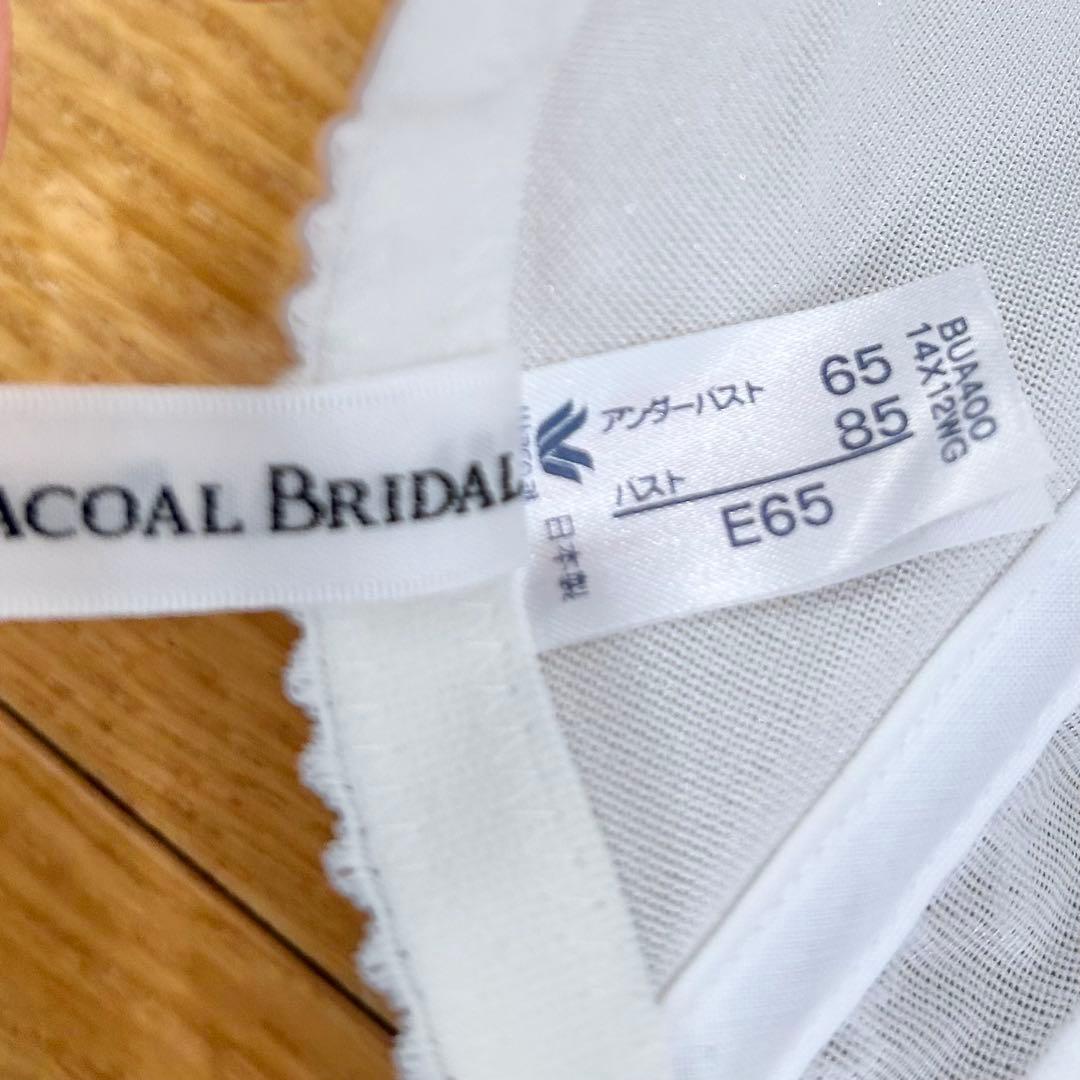 ACOAL BRIDAL
アンダーバスト 65
バスト 85
E65
日本製
BUA400
14X12WG